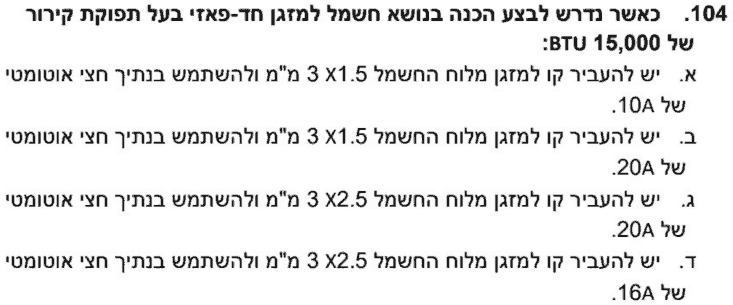 104. כאשר נדרש לבצע הכנה בנושא חשמל למזגן חד-פאזי בעל תפוקת קירור
של 15,000 BTU:
א. יש להעביר קו למזגן מלוח החשמל 3 X1.5 מ"מ ולהשתמש בנתיך חצי אוטומטי
של 10A.
ב. יש להעביר קו למזגן מלוח החשמל 3 X1.5 מ"מ ולהשתמש בנתיך חצי אוטומטי
של 20A.
ג. יש להעביר קו למזגן מלוח החשמל 3 X2.5 מ"מ ולהשתמש בנתיך חצי אוטומטי
של 20A.
ד. יש להעביר קו למזגן מלוח החשמל 3 X2.5 מ"מ ולהשתמש בנתיך חצי אוטומטי
של 16A.